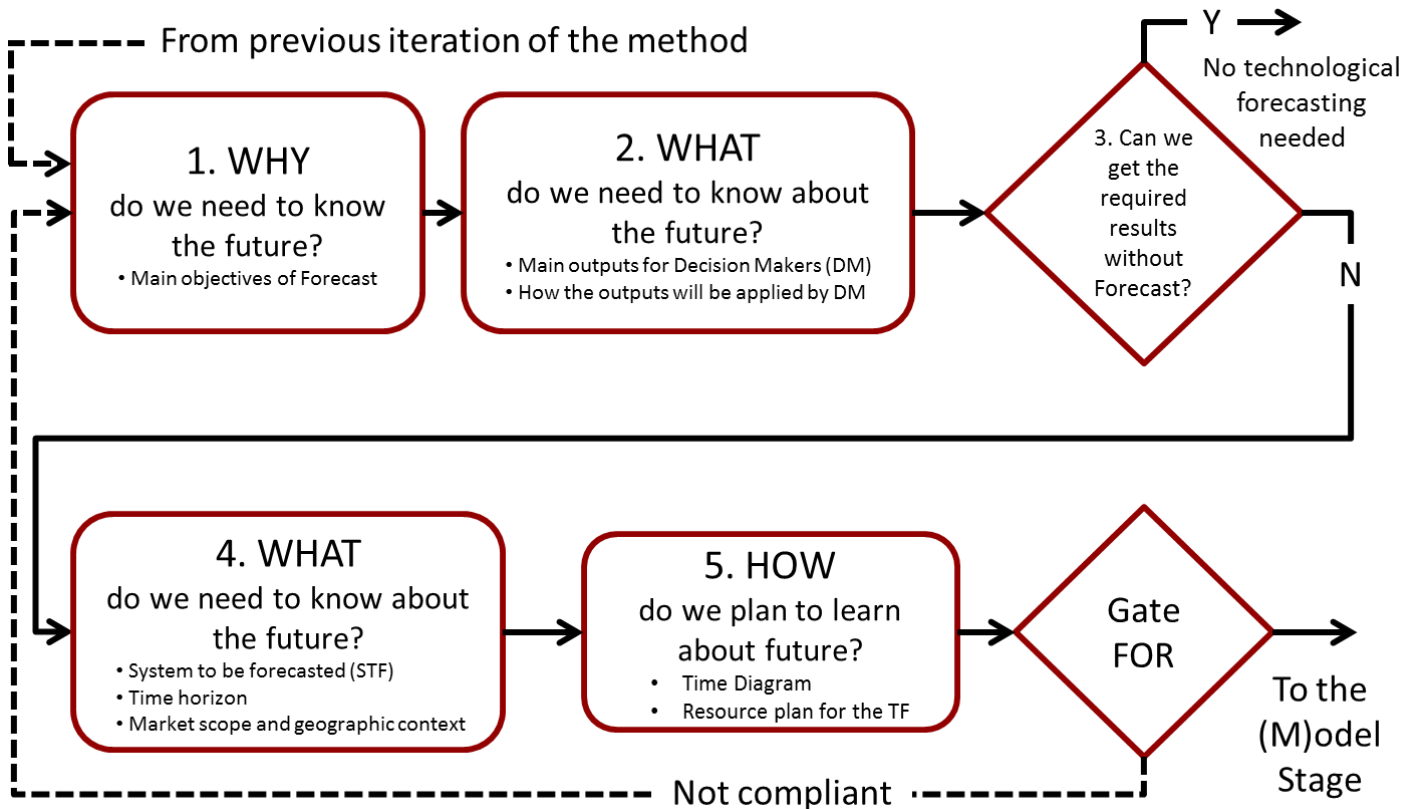 From previous iteration of the method
1. WHY
do we need to know
the future?
• Main objectives of Forecast
2. WHAT
do we need to know about
the future?
• Main outputs for Decision Makers (DM)
• How the outputs will be applied by DM
3. Can we
get the
required
results
without
Forecast?
Y
No technological
forecasting
needed
N
4. WHAT
do we need to know about
the future?
• System to be forecasted (STF)
• Time horizon
• Market scope and geographic context
5. HOW
do we plan to learn
about future?
• Time Diagram
• Resource plan for the TF
Gate
FOR
To the
(M)odel
Stage
Not compliant